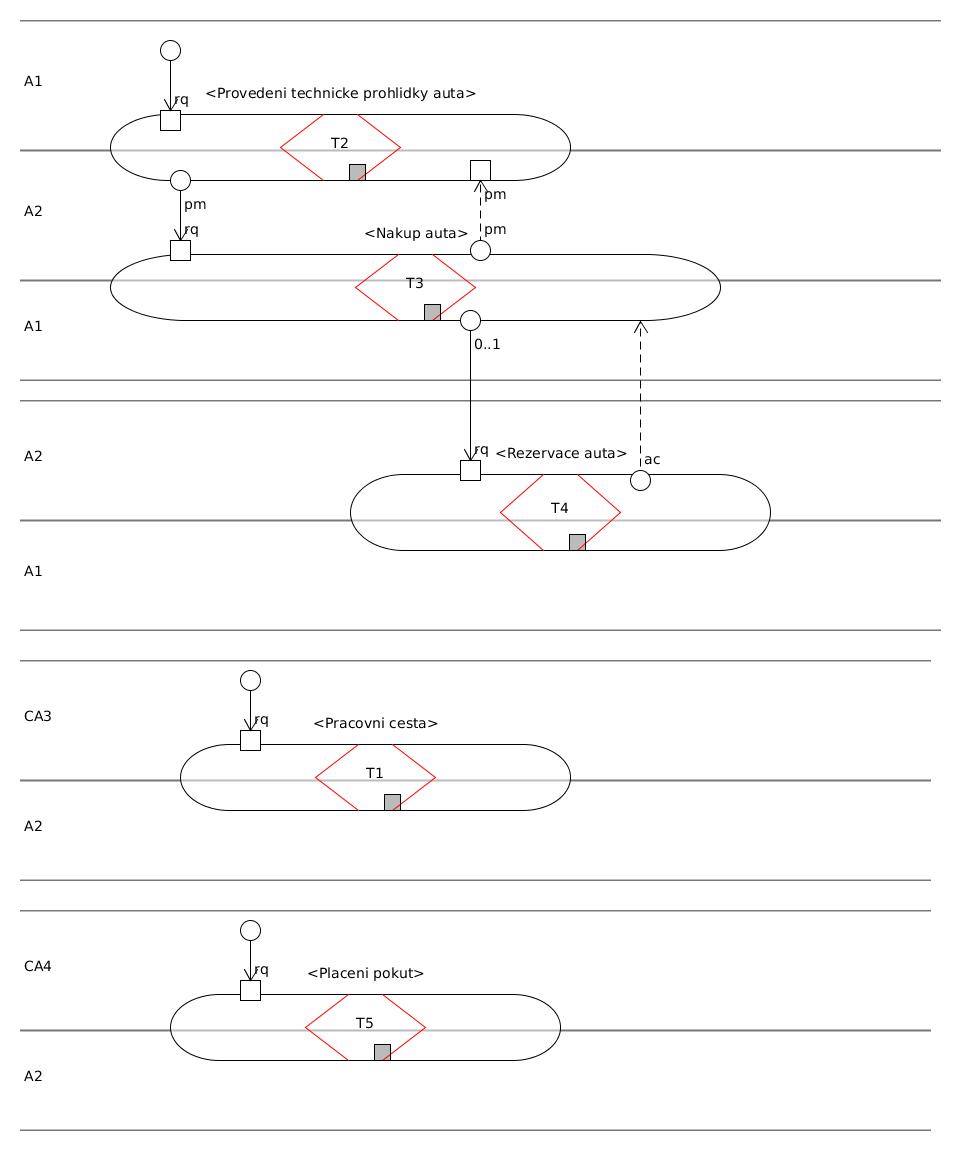 A1
rq
<Provedeni technicke prohlidky auta>
T2
pm
A2
pm
rq
<Nakup auta>
pm
T3
A1
0..1
A2
rq
<Rezervace auta>
ac
T4
A1
CA3
rq
<Pracovni cesta>
T1
A2
CA4
rq
<Placeni pokut>
T5
A2